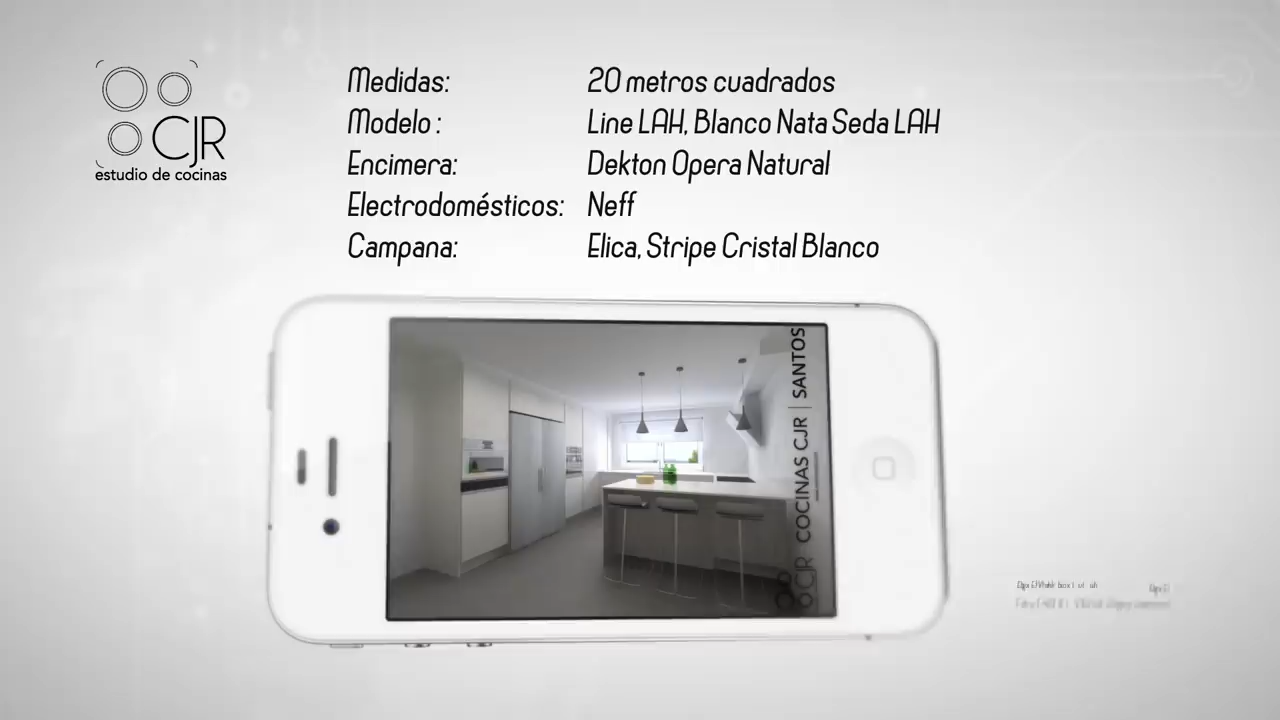 CJR
estudio de cocinas
Medidas: 20 metros cuadrados
Modelo : Line LAH, Blanco Nata Seda LAH
Encimera: Dekton Opera Natural
Electrodomésticos: Neff
Campana: Elica, Stripe Cristal Blanco
CJR COCINAS CJR | SANTOS